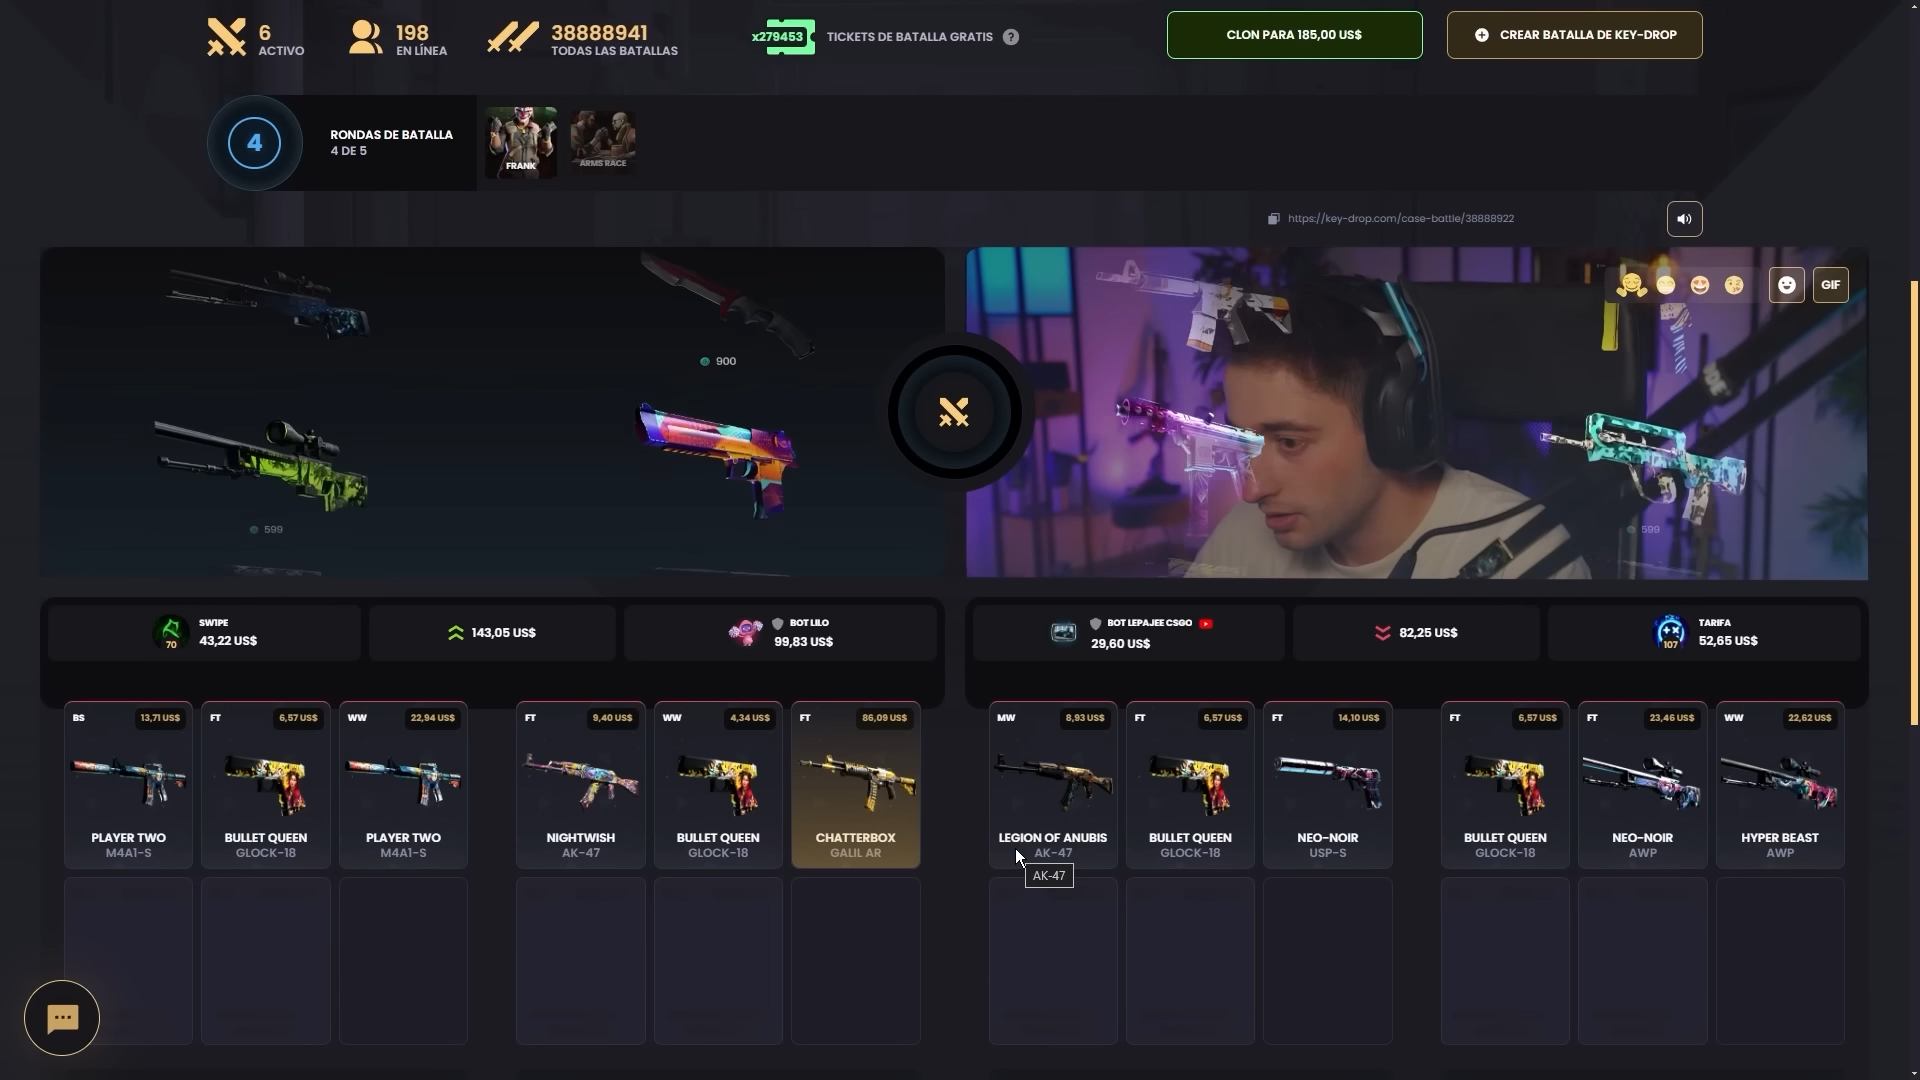 6
ACTIVO
198
EN LÍNEA
38888941
TODAS LAS BATALLAS
x279453
TICKETS DE BATALLA GRATIS
?
CLON PARA 185,00 US$
CREAR BATALLA DE KEY-DROP
4
RONDAS DE BATALLA
4 DE 5
FRANK
ARMS RACE
https://key-drop.com/case-battle/38888922
GIF
900
599
599
70
SW1PE
43,22 US$
143,05 US$
BOT LILO
99,83 US$
BOT LEPAJEE CSGO
29,60 US$
82,25 US$
107
TARIFA
52,65 US$
BS
13,71 US$
PLAYER TWO
M4A1-S
FT
6,57 US$
BULLET QUEEN
GLOCK-18
WW
22,94 US$
PLAYER TWO
M4A1-S
FT
9,40 US$
NIGHTWISH
AK-47
WW
4,34 US$
BULLET QUEEN
GLOCK-18
FT
86,09 US$
CHATTERBOX
GALIL AR
MW
8,93 US$
LEGION OF ANUBIS
AK-47
AK-47
FT
6,57 US$
BULLET QUEEN
GLOCK-18
FT
14,10 US$
NEO-NOIR
USP-S
FT
6,57 US$
BULLET QUEEN
GLOCK-18
FT
23,46 US$
NEO-NOIR
AWP
WW
22,62 US$
HYPER BEAST
AWP